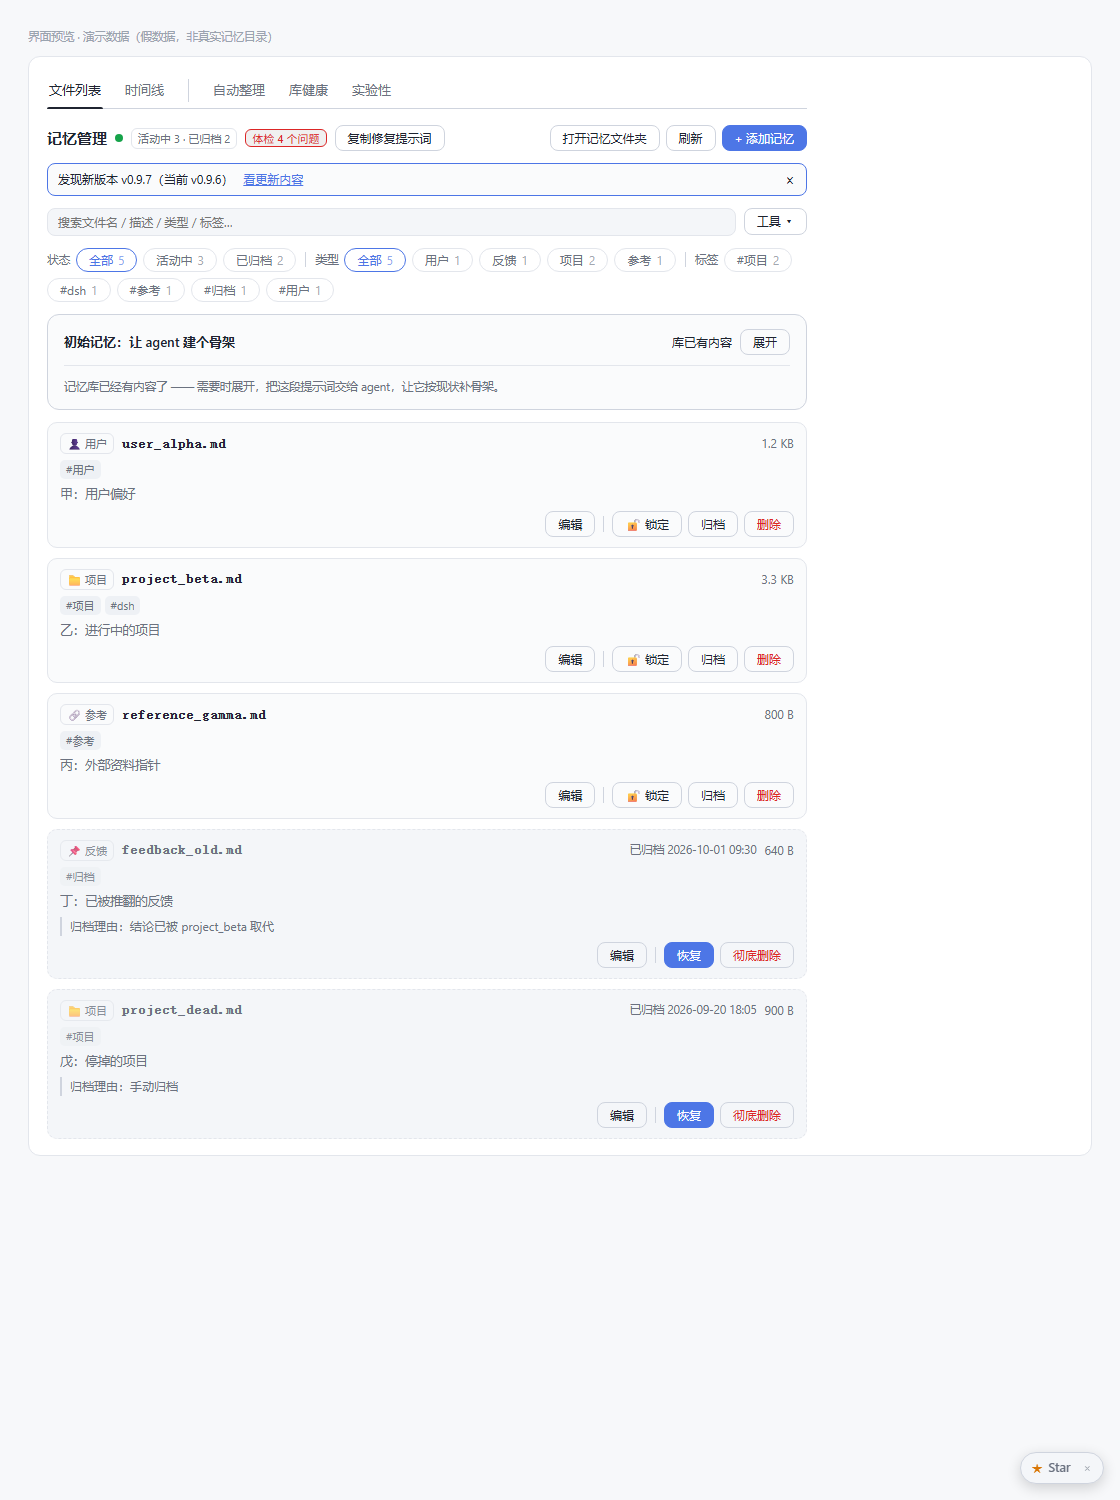 界面预览 · 演示数据（假数据，非真实记忆目录）
文件列表 时间线 自动整理 库健康 实验性
记忆管理 活动中 3 · 已归档 2 体检 4 个问题 复制修复提示词 打开记忆文件夹 刷新 + 添加记忆
发现新版本 v0.9.7（当前 v0.9.6） 看更新内容 ×
搜索文件名 / 描述 / 类型 / 标签... 工具 ▾
状态 全部 5 活动中 3 已归档 2 类型 全部 5 用户 1 反馈 1 项目 2 参考 1 标签 #项目 2
#dsh 1 #参考 1 #归档 1 #用户 1
初始记忆：让 agent 建个骨架 库已有内容 展开
记忆库已经有内容了 —— 需要时展开，把这段提示词交给 agent，让它按现状补骨架。
用户 user_alpha.md 1.2 KB
#用户
甲：用户偏好
编辑 锁定 归档 删除
项目 project_beta.md 3.3 KB
#项目 #dsh
乙：进行中的项目
编辑 锁定 归档 删除
参考 reference_gamma.md 800 B
#参考
丙：外部资料指针
编辑 锁定 归档 删除
反馈 feedback_old.md 已归档 2026-10-01 09:30 640 B
#归档
丁：已被推翻的反馈
归档理由：结论已被 project_beta 取代
编辑 恢复 彻底删除
项目 project_dead.md 已归档 2026-09-20 18:05 900 B
#项目
戊：停掉的项目
归档理由：手动归档
编辑 恢复 彻底删除
★ Star ×